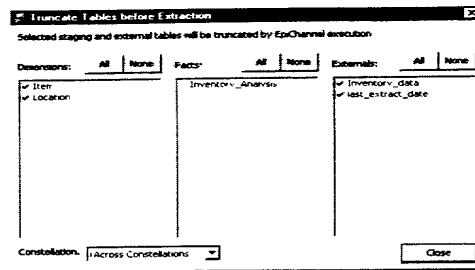 Truncate Tables before Extraction
Selected staging and external tables will be truncated by EpiChannel execution
Dimensions: All None Facts: All None Externals: All None
Item Inventory_Analysis Inventory_data
Location last_extract_date
Constellation. Across Constellations Close